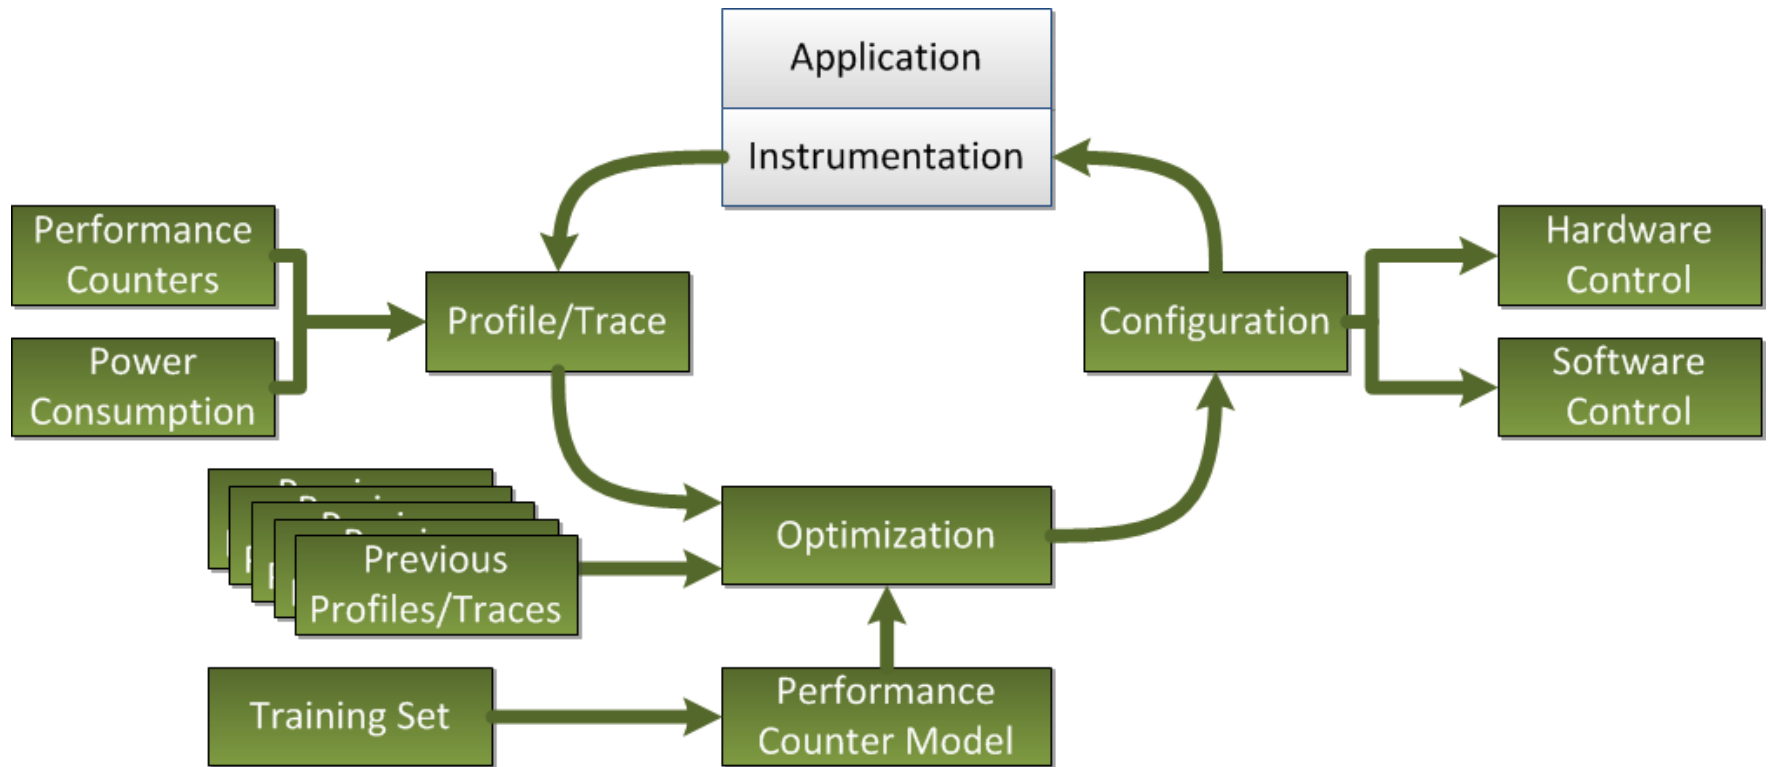 Application
Instrumentation
Performance
Counters
Power
Consumption
Profile/Trace
Configuration
Hardware
Control
Software
Control
Optimization
Previous
Profiles/Traces
Training Set
Performance
Counter Model